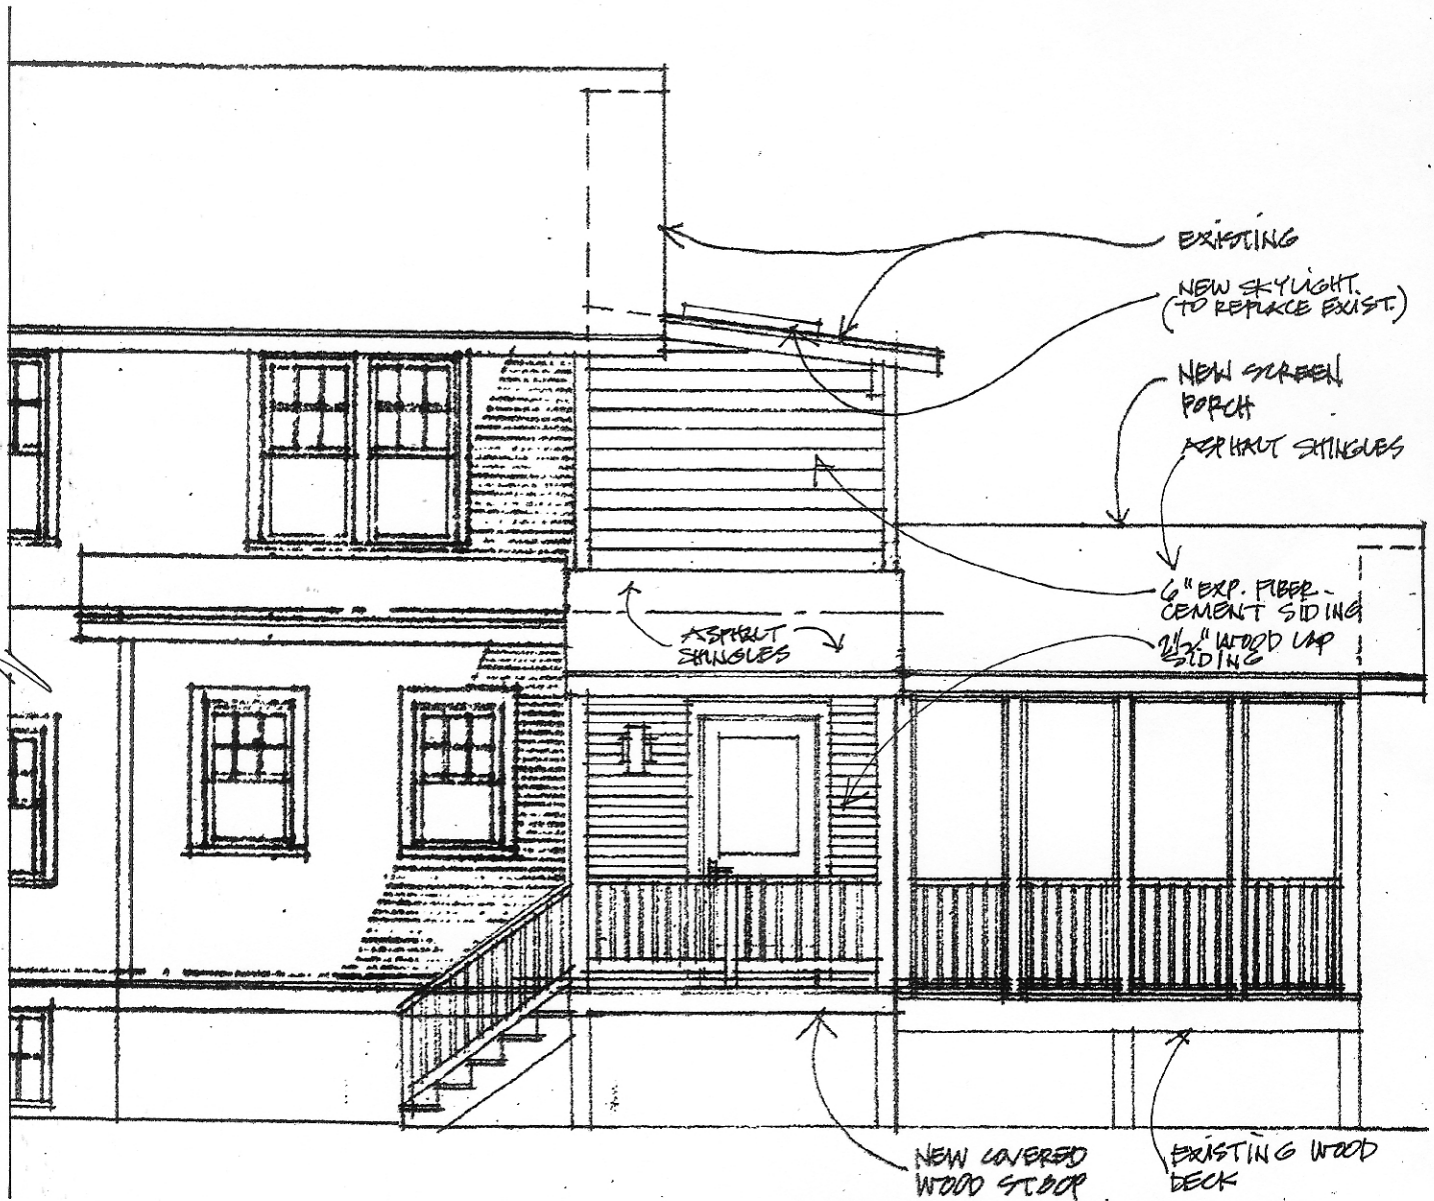 EXISTING
NEW SKYLIGHT.
(TO REPLACE EXIST.)
NEW SCREEN
PORCH
ASPHALT SHINGLES
6" EXP. FIBER-
CEMENT SIDING
2½" WOOD LAP
SIDING
ASPHALT
SHINGLES
NEW COVERED
WOOD STOOP
EXISTING WOOD
DECK